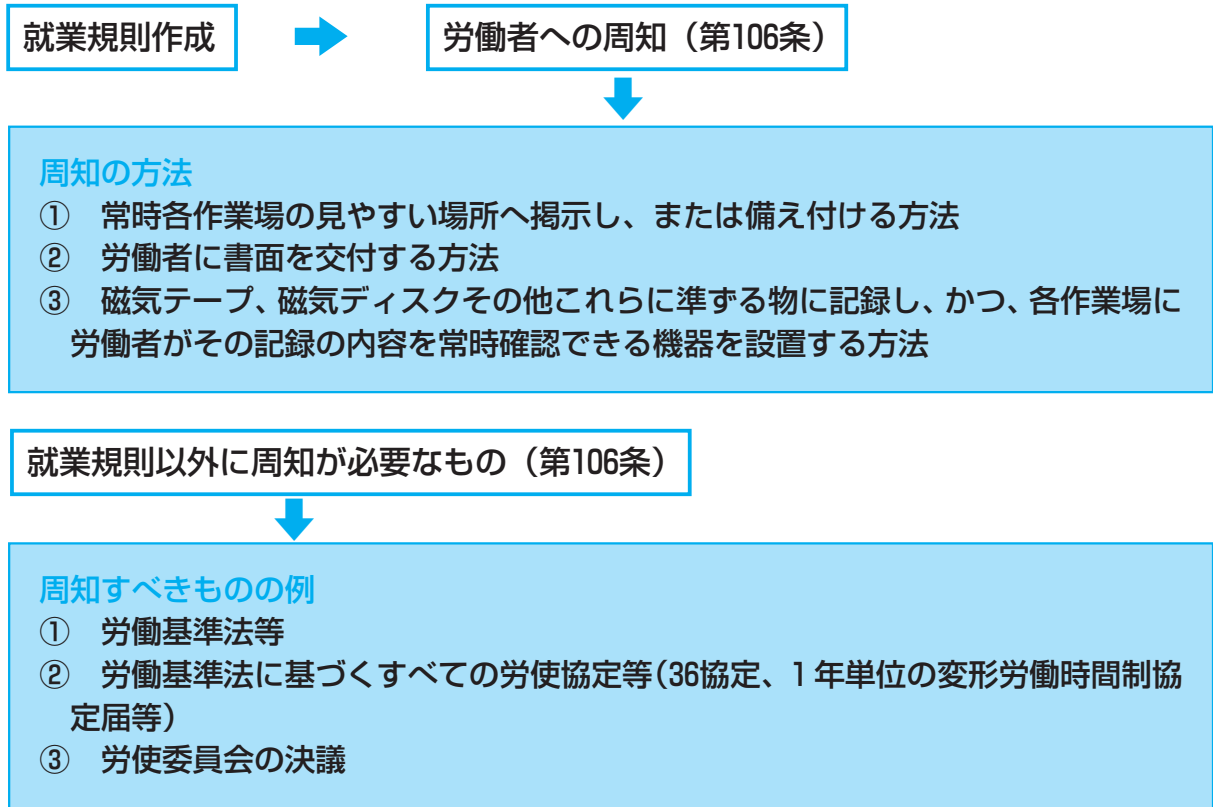 就業規則作成
労働者への周知（第106条）
周知の方法
①　常時各作業場の見やすい場所へ掲示し、または備え付ける方法
②　労働者に書面を交付する方法
③　磁気テープ、磁気ディスクその他これらに準ずる物に記録し、かつ、各作業場に
労働者がその記録の内容を常時確認できる機器を設置する方法
就業規則以外に周知が必要なもの（第106条）
周知すべきものの例
①　労働基準法等
②　労働基準法に基づくすべての労使協定等（36協定、１年単位の変形労働時間制協
定届等）
③　労使委員会の決議